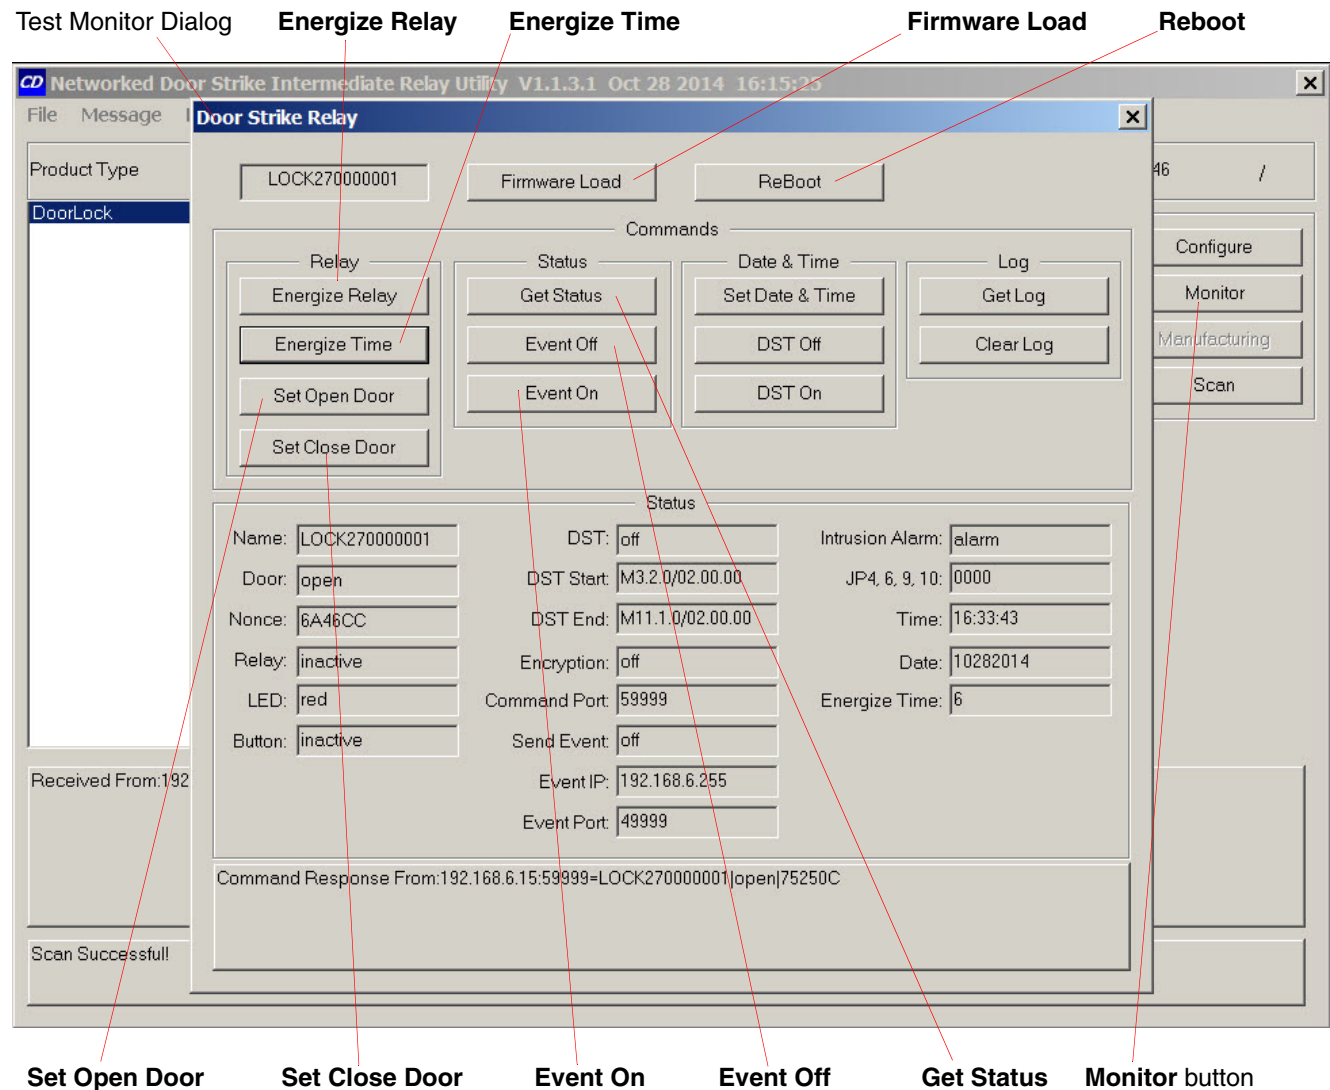 Test Monitor Dialog Energize Relay Energize Time Firmware Load Reboot
CD Networked Door Strike Intermediate Relay Utility V1.1.3.1 Oct 28 2014 16:15:25
File Message
Door Strike Relay
Product Type
DoorLock
46 /
LOCK270000001 Firmware Load ReBoot
Commands
Relay Status Date & Time Log
Energize Relay Get Status Set Date & Time Get Log
Energize Time Event Off DST Off Clear Log
Set Open Door Event On DST On
Set Close Door
Configure
Monitor
Manufacturing
Scan
Status
Name: LOCK270000001 DST: off Intrusion Alarm: alarm
Door: open DST Start: M3.2.0/02.00.00 JP4, 6, 9, 10: 0000
Nonce: 6A46CC DST End: M11.1.0/02.00.00 Time: 16:33:43
Relay: inactive Encryption: off Date: 10282014
LED: red Command Port: 59999 Energize Time: 6
Button: inactive Send Event: off
Event IP: 192.168.6.255
Event Port: 49999
Received From:192
Command Response From:192.168.6.15:59999=LOCK270000001|open|75250C
Scan Successful!
Set Open Door Set Close Door Event On Event Off Get Status Monitor button